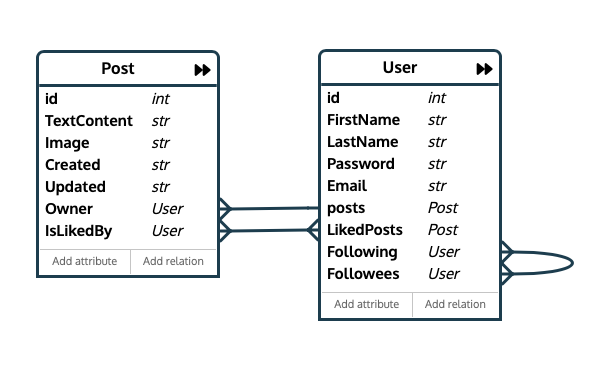 Post
id int
TextContent str
Image str
Created str
Updated str
Owner User
IsLikedBy User
Add attribute Add relation
User
id int
FirstName str
LastName str
Password str
Email str
posts Post
LikedPosts Post
Following User
Followees User
Add attribute Add relation